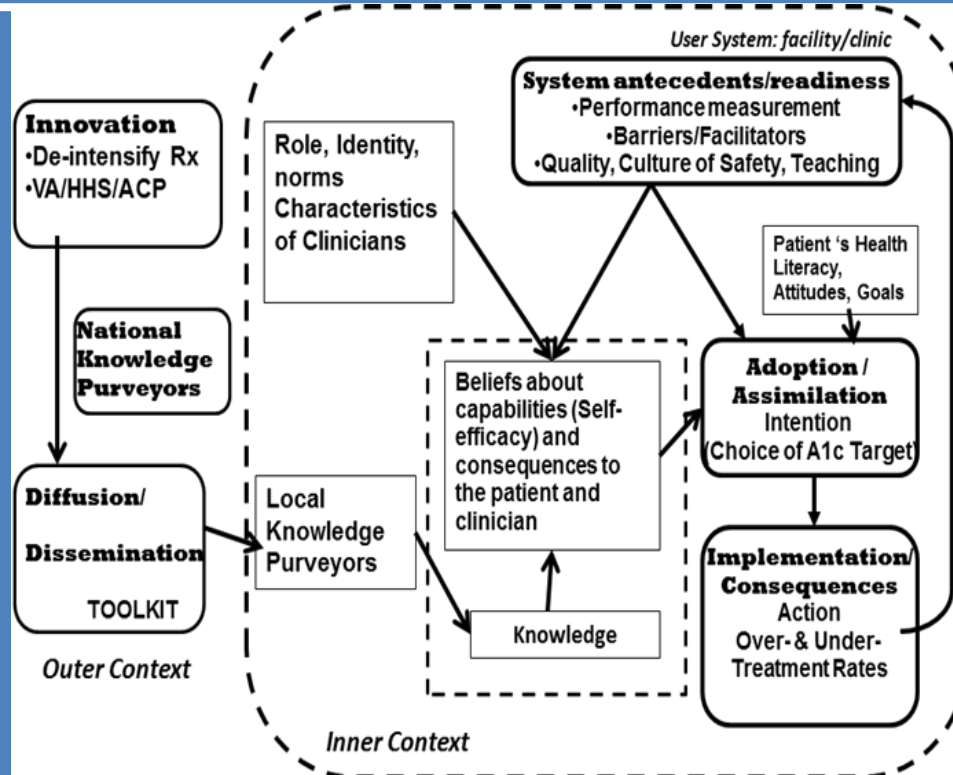 User System: facility/clinic
System antecedents/readiness
•Performance measurement
•Barriers/Facilitators
•Quality, Culture of Safety, Teaching
Innovation
•De-intensify Rx
•VA/HHS/ACP
Role, Identity,
norms
Characteristics
of Clinicians
Patient 's Health
Literacy,
Attitudes, Goals
National
Knowledge
Purveyors
Beliefs about
capabilities (Self-
efficacy) and
consequences to
the patient and
clinician
Adoption /
Assimilation
Intention
(Choice of A1c Target)
Diffusion/
Dissemination
TOOLKIT
Local
Knowledge
Purveyors
Knowledge
Implementation/
Consequences
Action
Over- & Under-
Treatment Rates
Outer Context
Inner Context